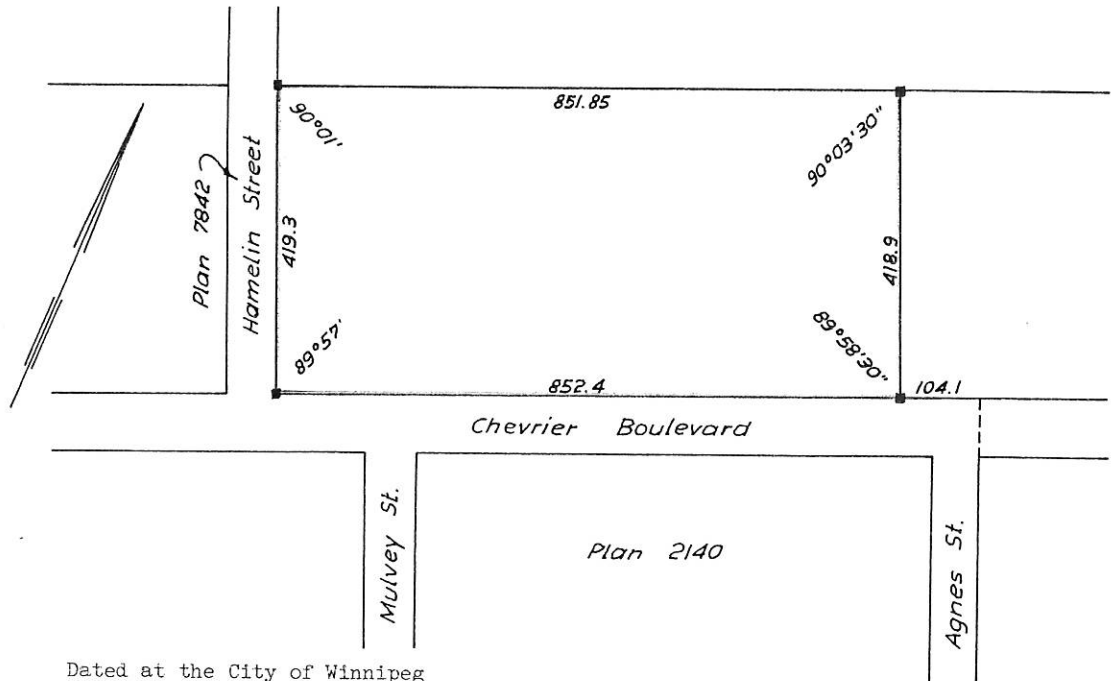 851.85
90°01'
90°03'30"
Plan 7842
Hamelin Street
419.3
418.9
89°57'
89°58'30"
852.4
104.1
Chevrier Boulevard
Mulvey St.
Plan 2140
Agnes St.
Dated at the City of Winnipeg